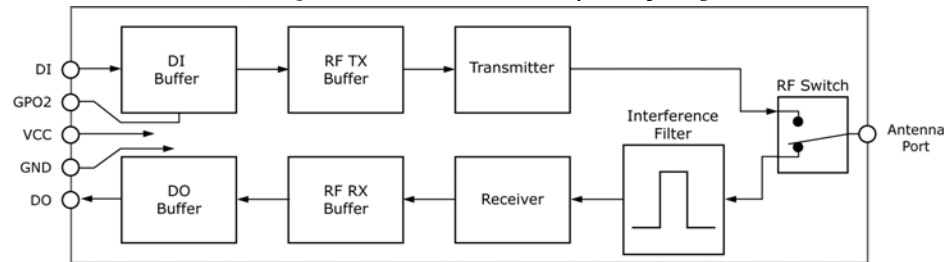 DI
GPO2
VCC
GND
DO
DI
Buffer
RF TX
Buffer
Transmitter
RF Switch
Interference
Filter
Antenna
Port
DO
Buffer
RF RX
Buffer
Receiver